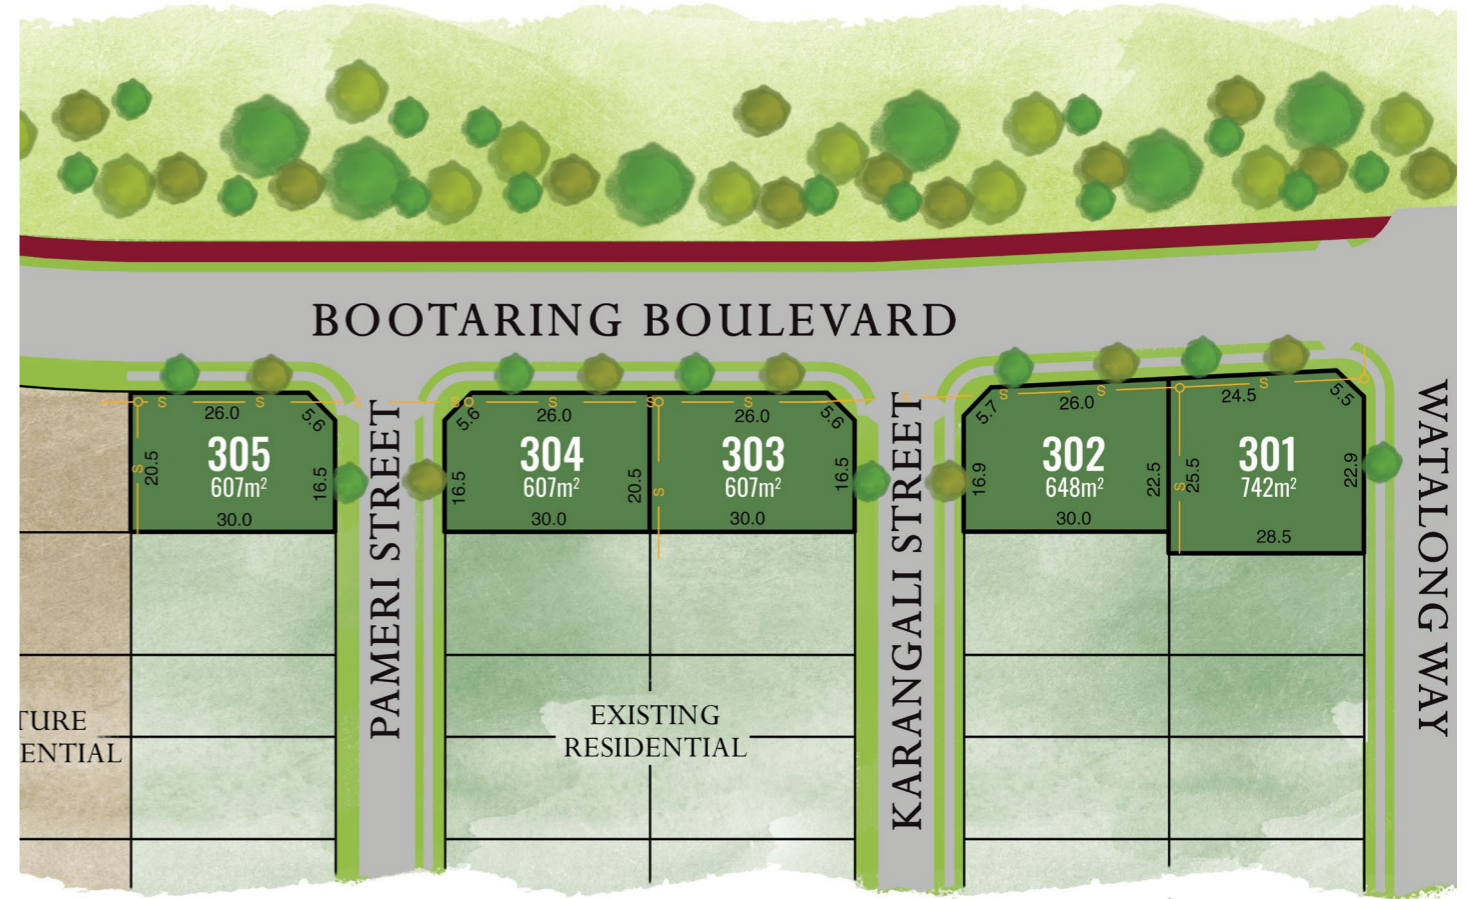 BOOTARING BOULEVARD
S
S
S
S
S
S
S
S
S
S
26.0
5.6
305
607m²
20.5
16.5
30.0
S
PAMERI STREET
5.6
26.0
304
607m²
16.5
20.5
30.0
26.0
5.6
303
607m²
16.5
30.0
S
KARANGALI STREET
5.7
26.0
302
648m²
16.9
22.5
30.0
24.5
5.5
301
742m²
25.5
22.9
28.5
S
WATALONG WAY
TURE
ENTIAL
EXISTING
RESIDENTIAL